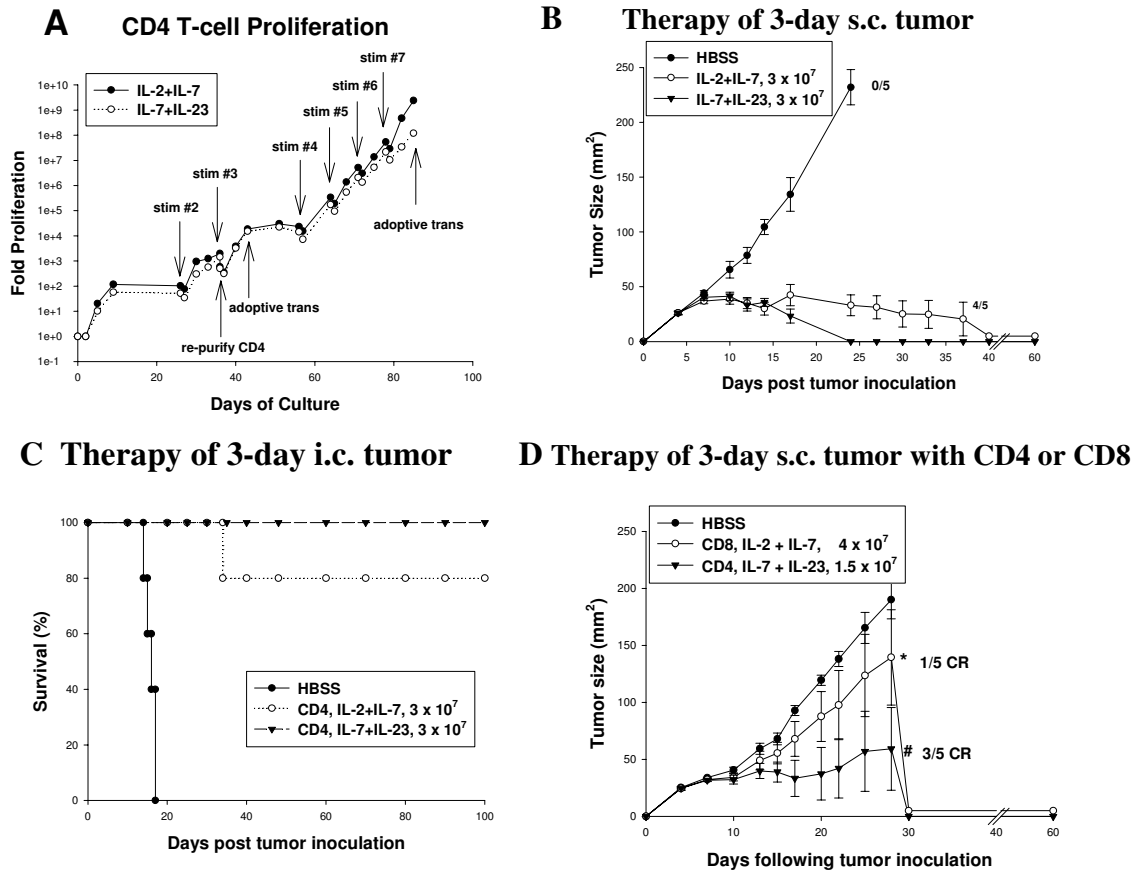 A CD4 T-cell Proliferation
IL-2+IL-7
IL-7+IL-23
stim #2
stim #3
stim #4
stim #5
stim #6
stim #7
adoptive trans
adoptive trans
re-purify CD4
Fold Proliferation
1e+10
1e+9
1e+8
1e+7
1e+6
1e+5
1e+4
1e+3
1e+2
1e+1
1e+0
1e-1
0 20 40 60 80 100
Days of Culture
B Therapy of 3-day s.c. tumor
HBSS
IL-2+IL-7, 3 x 10⁷
IL-7+IL-23, 3 x 10⁷
0/5
4/5
Tumor Size (mm²)
250
200
150
100
50
0
0 5 10 15 20 25 30 35 40 60
Days post tumor inoculation
C Therapy of 3-day i.c. tumor
Survival (%)
100
80
60
40
20
0
HBSS
CD4, IL-2+IL-7, 3 x 10⁷
CD4, IL-7+IL-23, 3 x 10⁷
0 20 40 60 80 100
Days post tumor inoculation
D Therapy of 3-day s.c. tumor with CD4 or CD8
HBSS
CD8, IL-2 + IL-7, 4 x 10⁷
CD4, IL-7 + IL-23, 1.5 x 10⁷
* 1/5 CR
# 3/5 CR
Tumor size (mm²)
250
200
150
100
50
0
0 10 20 30 40 60
Days following tumor inoculation